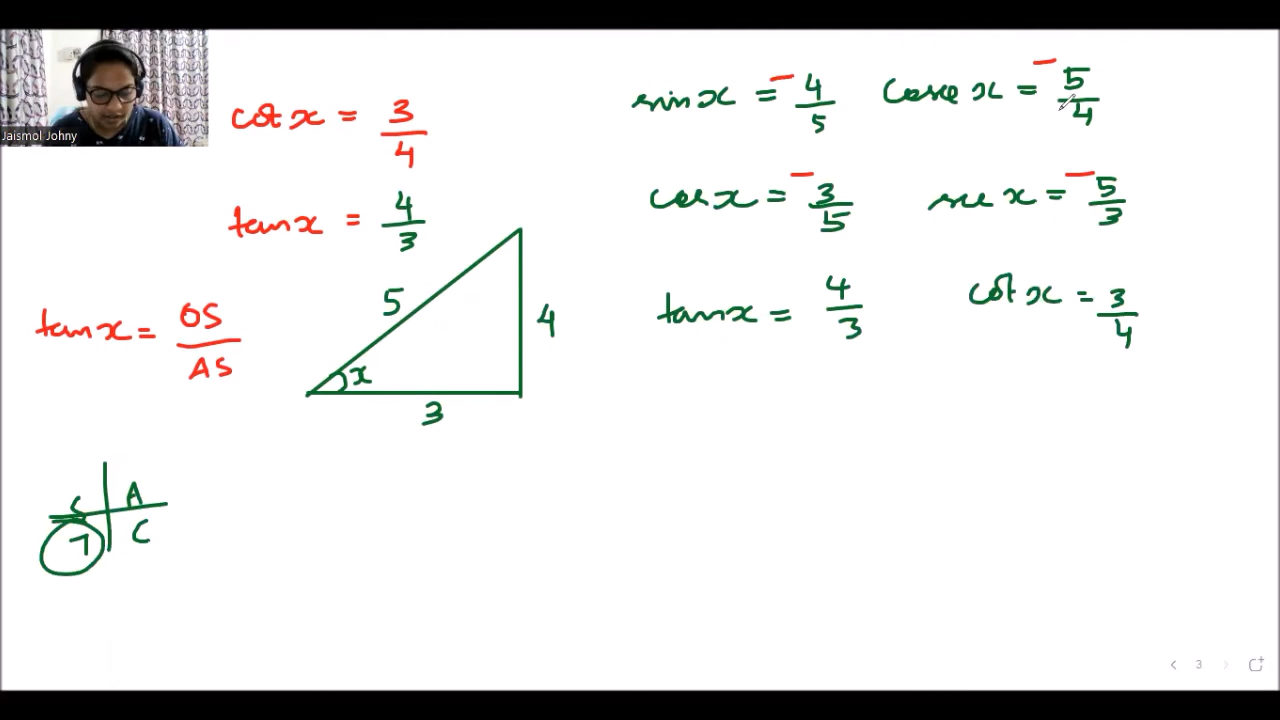 Jaismol Johny
cot x = 3/4
tan x = 4/3
tan x = OS/AS
5
4
x
3
S A
T C
sin x = -4/5 cosec x = -5/4
cos x = -3/5 sec x = -5/3
tan x = 4/3 cot x = 3/4
3